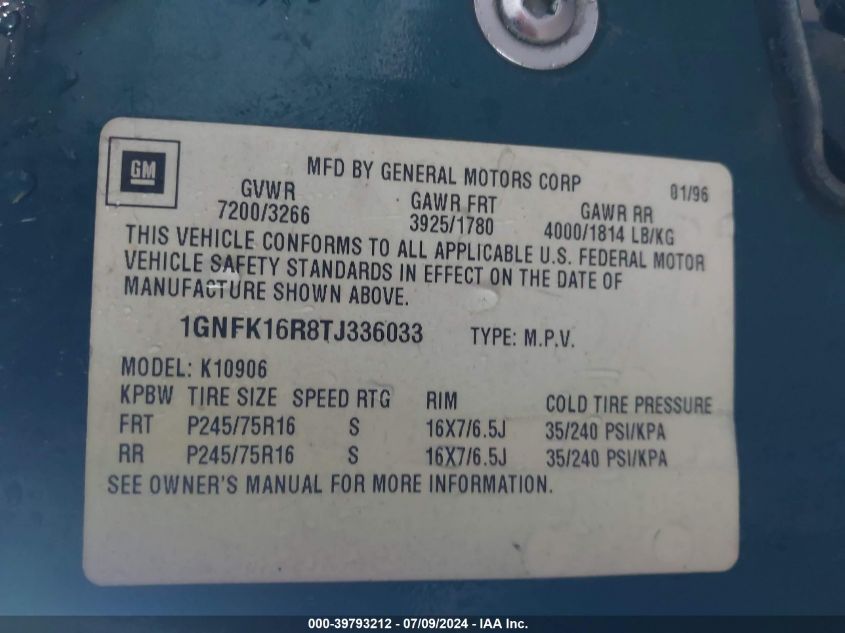 GM
MFD BY GENERAL MOTORS CORP 01/96
GVWR GAWR FRT GAWR RR
7200/3266 3925/1780 4000/1814 LB/KG
THIS VEHICLE CONFORMS TO ALL APPLICABLE U.S. FEDERAL MOTOR
VEHICLE SAFETY STANDARDS IN EFFECT ON THE DATE OF
MANUFACTURE SHOWN ABOVE.
1GNFK16R8TJ336033 TYPE: M.P.V.
MODEL: K10906
KPBW TIRE SIZE SPEED RTG RIM COLD TIRE PRESSURE
FRT P245/75R16 S 16X7/6.5J 35/240 PSI/KPA
RR P245/75R16 S 16X7/6.5J 35/240 PSI/KPA
SEE OWNER'S MANUAL FOR MORE INFORMATION.
000-39793212 - 07/09/2024 - IAA Inc.